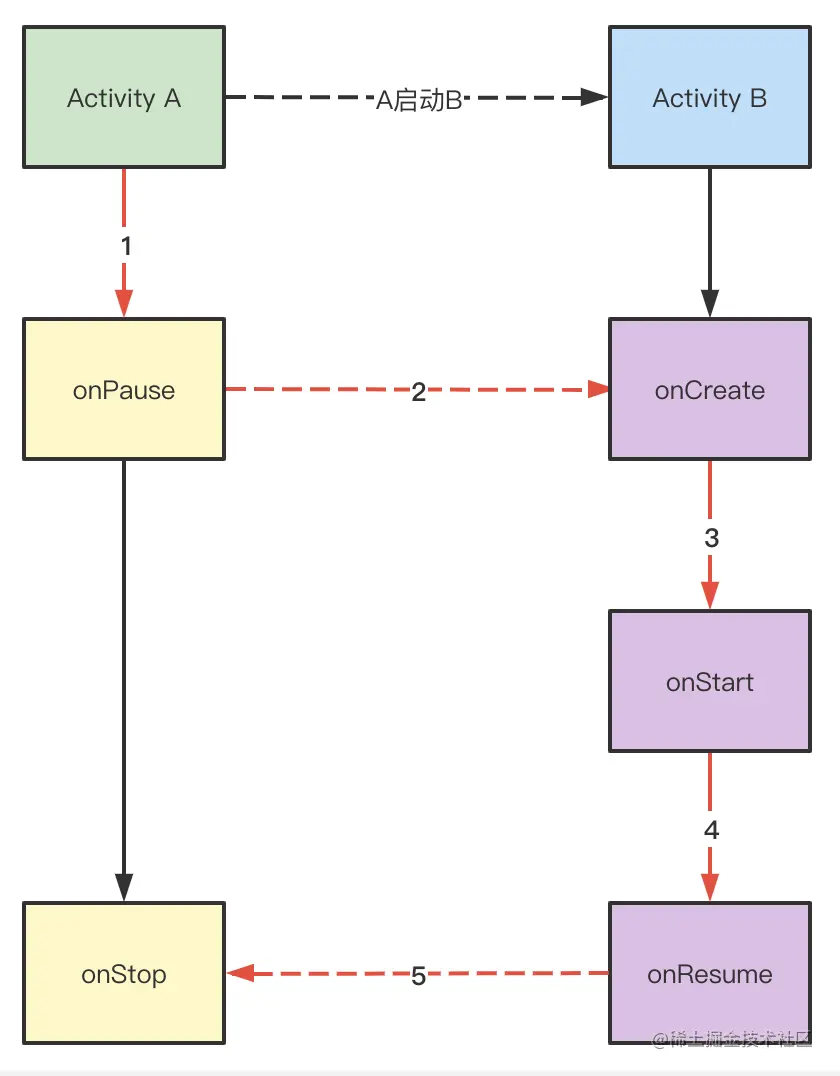 Activity A
A启动B
Activity B
1
onPause
2
onCreate
3
onStart
4
onStop
5
onResume
@稀土掘金技术社区